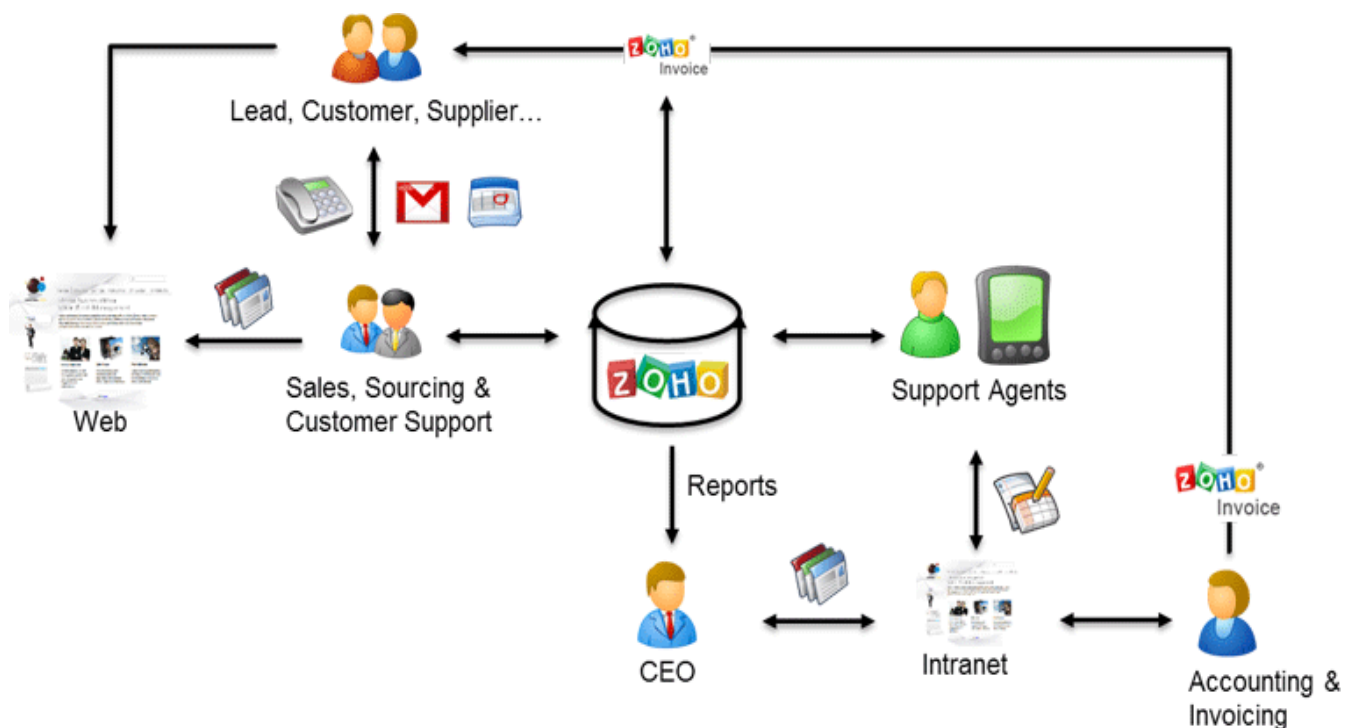 ZOHO®
Invoice
Lead, Customer, Supplier...
Web
Sales, Sourcing &
Customer Support
ZOHO
Support Agents
Reports
ZOHO®
Invoice
CEO
Intranet
Accounting &
Invoicing